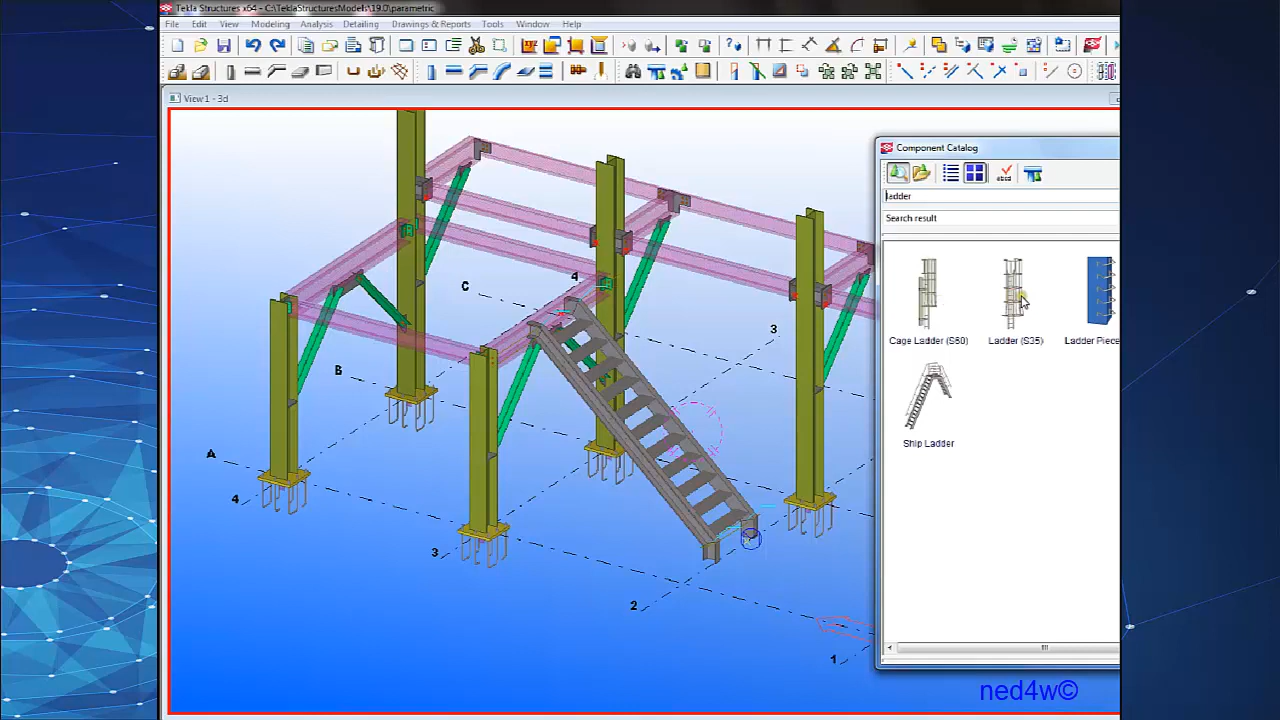 Tekla Structures x64 - C:\TeklaStructuresModels\19.0\parametric
File Edit View Modeling Analysis Detailing Drawings & Reports Tools Window Help
View 1 - 3d
Component Catalog
ladder
Search result
Cage Ladder (S60) Ladder (S35) Ladder Piece
Ship Ladder
4
C
3
B
A
4
3
2
1
ned4w©